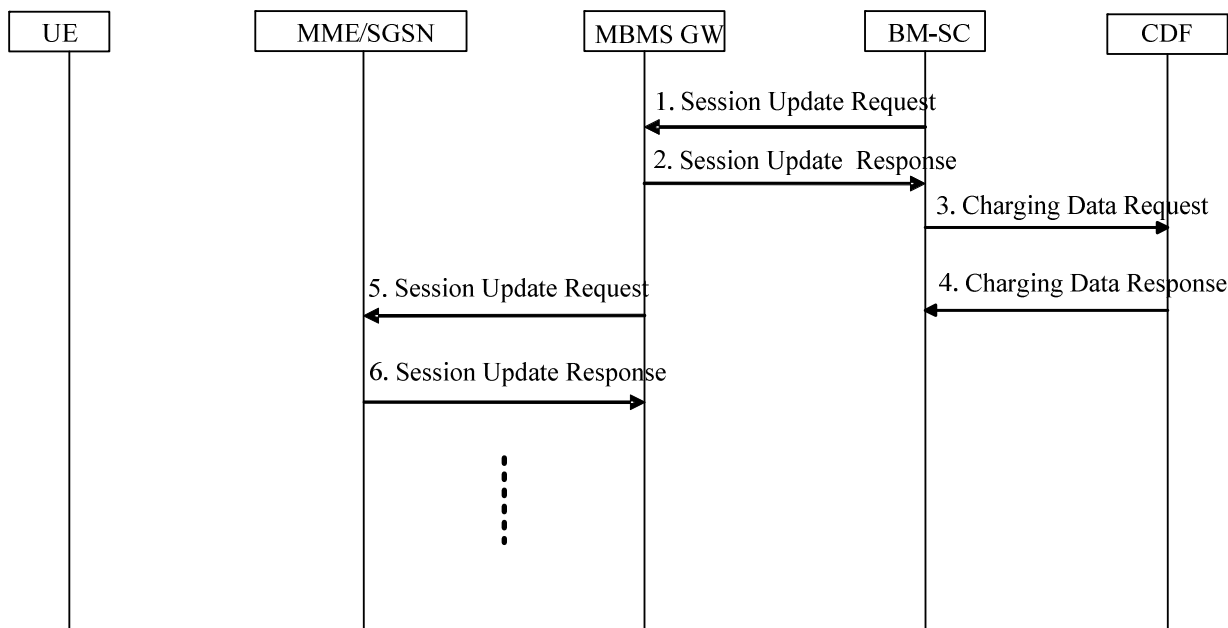 UE
MME/SGSN
MBMS GW
BM-SC
CDF
1. Session Update Request
2. Session Update Response
3. Charging Data Request
4. Charging Data Response
5. Session Update Request
6. Session Update Response